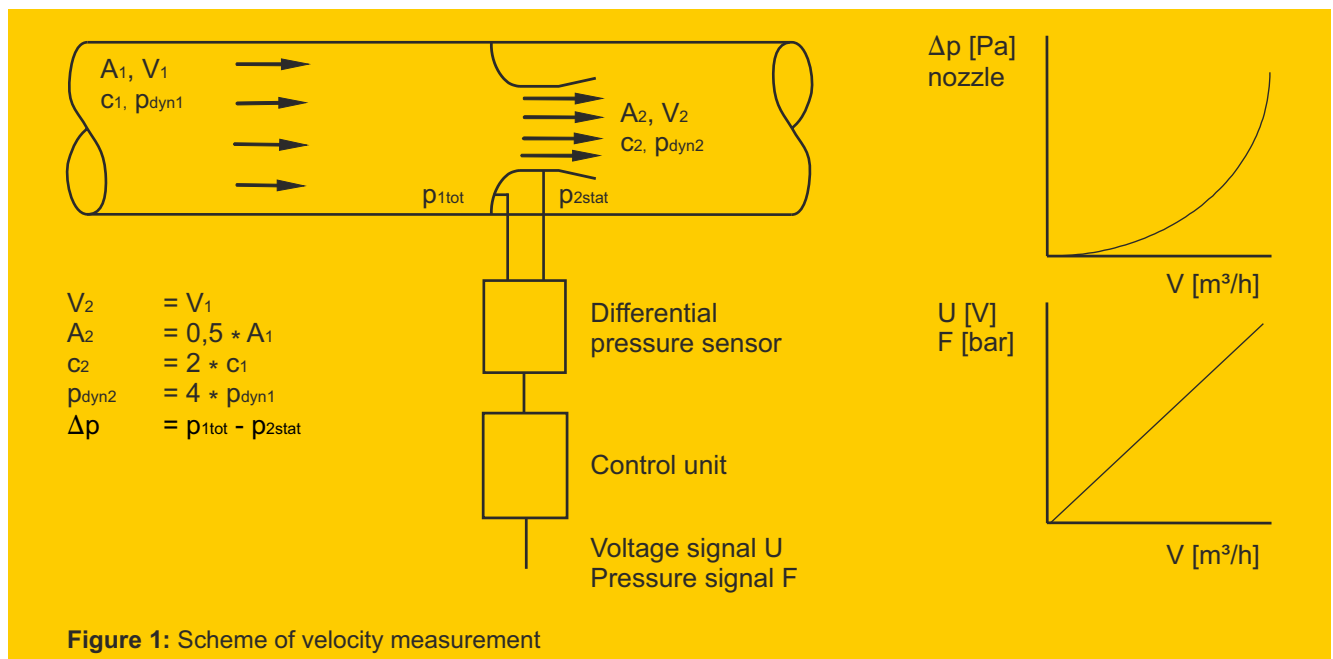 A1, V1
c1, pdyn1
A2, V2
c2, pdyn2
p1tot
p2stat
V2 = V1
A2 = 0,5 * A1
c2 = 2 * c1
pdyn2 = 4 * pdyn1
Δp = p1tot - p2stat
Differential
pressure sensor
Control unit
Voltage signal U
Pressure signal F
Δp [Pa]
nozzle
V [m³/h]
U [V]
F [bar]
V [m³/h]
Figure 1: Scheme of velocity measurement